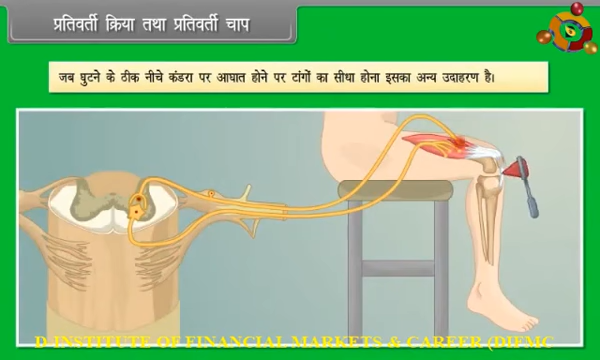 प्रतिवर्ती क्रिया तथा प्रतिवर्ती चाप
जब घुटने के ठीक नीचे कंडरा पर आघात होने पर टांगों का सीधा होना इसका अन्य उदाहरण है।
D-INSTITUTE OF FINANCIAL MARKETS & CAREER (DIFMC